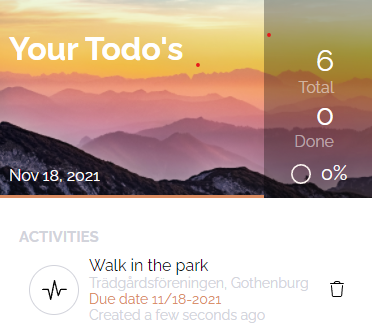 Your Todo's
Nov 18, 2021
6
Total
0
Done
0%
ACTIVITIES
Walk in the park
Trädgårdsföreningen, Gothenburg
Due date 11/18-2021
Created a few seconds ago